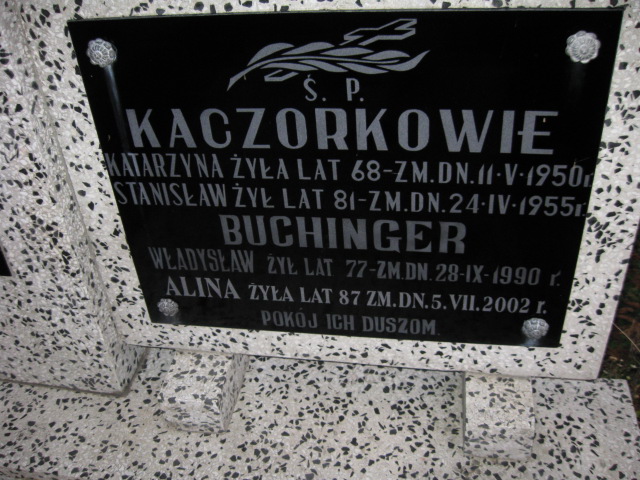 Ś. P.
KACZORKOWIE
KATARZYNA ŻYŁA LAT 68-ZM.DN.11·V·1950r.
STANISŁAW ŻYŁ LAT 81-ZM.DN.24·IV·1955r.
BUCHINGER
WŁADYSŁAW ŻYŁ LAT 77-ZM.DN.28-IX-1990 r.
ALINA ŻYŁA LAT 87 ZM.DN.5.VII.2002 r.
POKÓJ ICH DUSZOM.